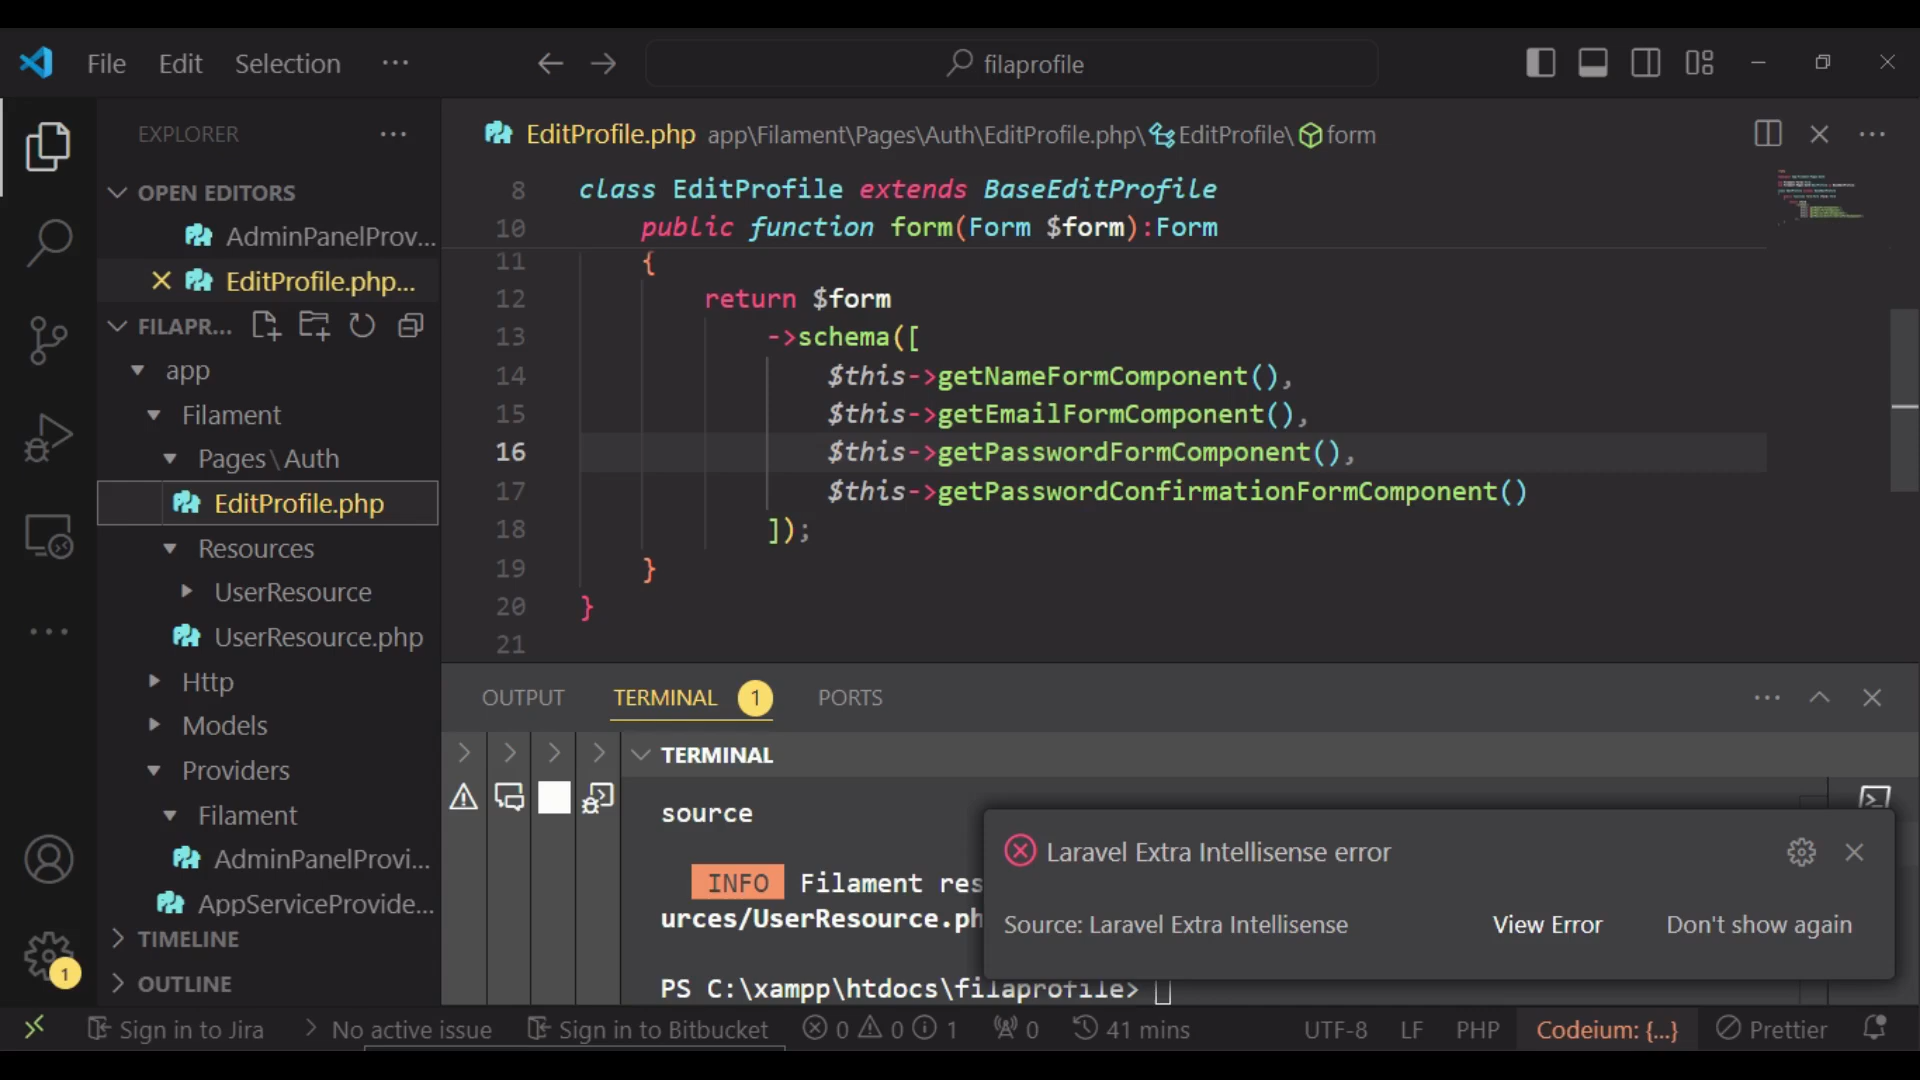 File Edit Selection ··· filaprofile
EXPLORER ···
OPEN EDITORS
AdminPanelProv...
EditProfile.php...
FILAPR...
app
Filament
Pages\Auth
EditProfile.php
Resources
UserResource
UserResource.php
Http
Models
Providers
Filament
AdminPanelProvi...
AppServiceProvide...
TIMELINE
OUTLINE
1
EditProfile.php app\Filament\Pages\Auth\EditProfile.php\EditProfile\form
8 class EditProfile extends BaseEditProfile
10 public function form(Form $form):Form
11 {
12 return $form
13 ->schema([
14 $this->getNameFormComponent(),
15 $this->getEmailFormComponent(),
16 $this->getPasswordFormComponent(),
17 $this->getPasswordConfirmationFormComponent()
18 ]);
19 }
20 }
21
OUTPUT TERMINAL 1 PORTS
TERMINAL
source
INFO Filament res
urces/UserResource.ph
PS C:\xampp\htdocs\filaprofile>
Laravel Extra Intellisense error
Source: Laravel Extra Intellisense View Error Don't show again
Sign in to Jira No active issue Sign in to Bitbucket 0 0 1 0 41 mins UTF-8 LF PHP Codeium: {...} Prettier